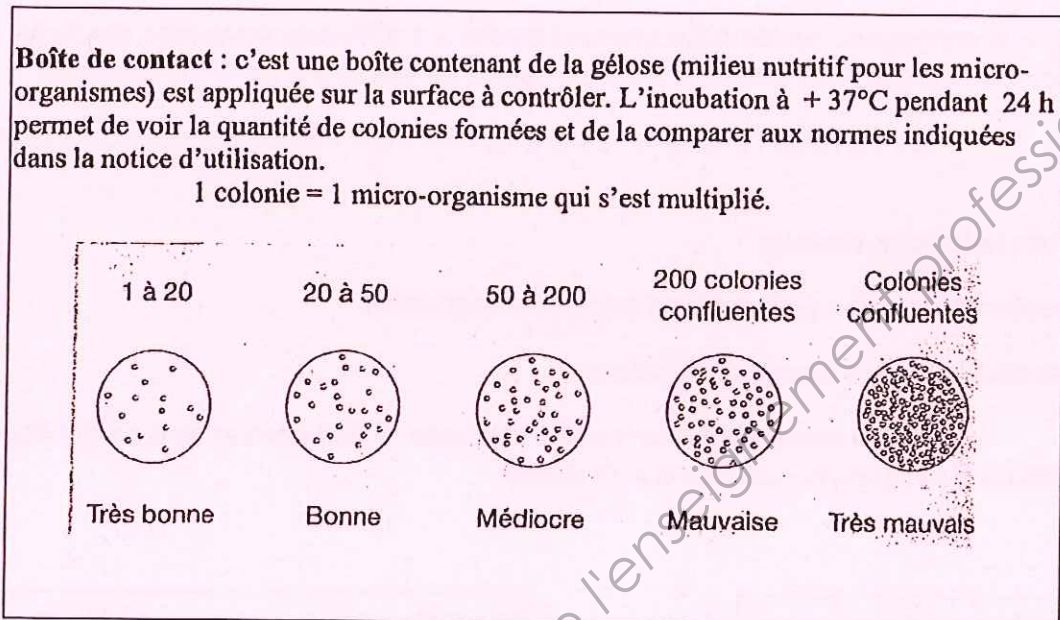 Boîte de contact : c'est une boîte contenant de la gélose (milieu nutritif pour les micro-
organismes) est appliquée sur la surface à contrôler. L'incubation à + 37°C pendant 24 h
permet de voir la quantité de colonies formées et de la comparer aux normes indiquées
dans la notice d'utilisation.
1 colonie = 1 micro-organisme qui s'est multiplié.
1 à 20
20 à 50
50 à 200
200 colonies
confluentes
Colonies
confluentes
Très bonne
Bonne
Médiocre
Mauvaise
Très mauvais
l'enseignement professi